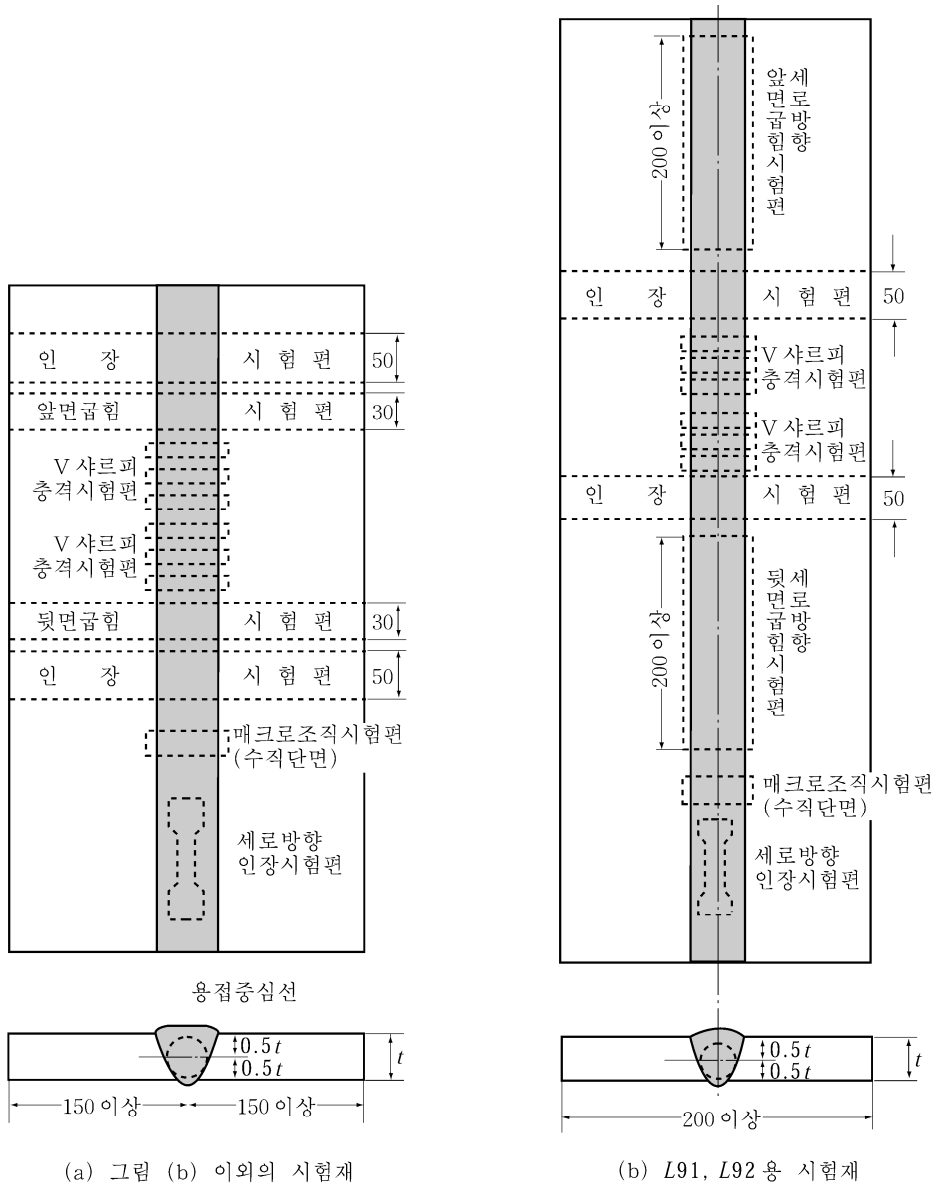 인 장 시 험 편 50
앞면굽힘 시 험 편 30
V 샤르피
충격시험편
V 샤르피
충격시험편
뒷면굽힘 시 험 편 30
인 장 시 험 편 50
매크로조직시험편
(수직단면)
세로방향
인장시험편
용접중심선
0.5t
0.5t
t
150 이상
150 이상
(a) 그림 (b) 이외의 시험재
200 이상
세로방향
앞면굽힘시험편
인 장 시 험 편 50
V 샤르피
충격시험편
V 샤르피
충격시험편
인 장 시 험 편 50
200 이상
세로방향
뒷면굽힘시험편
매크로조직시험편
(수직단면)
세로방향
인장시험편
0.5t
0.5t
t
200 이상
(b) L91, L92 용 시험재